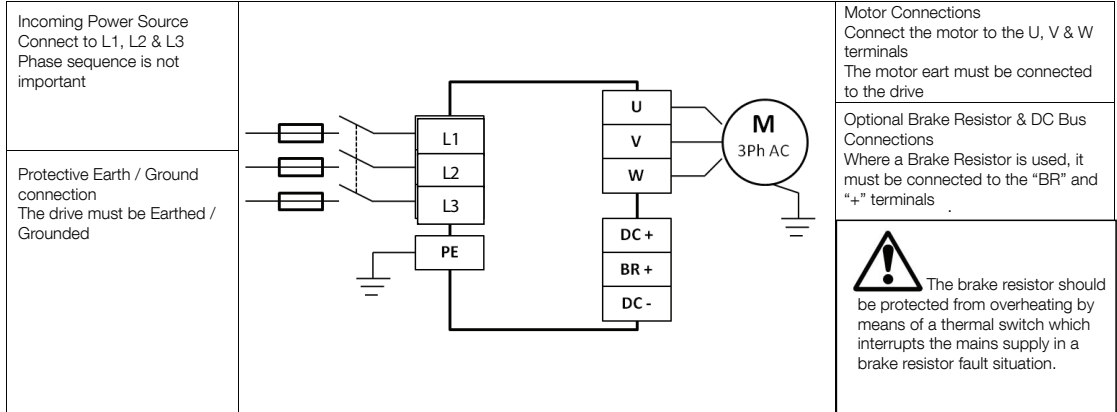 Incoming Power Source
Connect to L1, L2 & L3
Phase sequence is not
important
Protective Earth / Ground
connection
The drive must be Earthed /
Grounded
L1
L2
L3
PE
U
V
W
DC +
BR +
DC -
M
3Ph AC
Motor Connections
Connect the motor to the U, V & W
terminals
The motor eart must be connected
to the drive
Optional Brake Resistor & DC Bus
Connections
Where a Brake Resistor is used, it
must be connected to the “BR” and
“+” terminals
.
The brake resistor should
be protected from overheating by
means of a thermal switch which
interrupts the mains supply in a
brake resistor fault situation.